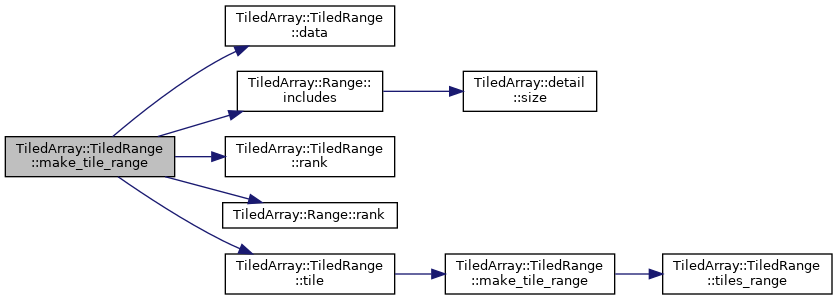 TiledArray::TiledRange
::make_tile_range
TiledArray::TiledRange
::data
TiledArray::Range::
includes
TiledArray::detail
::size
TiledArray::TiledRange
::rank
TiledArray::Range::rank
TiledArray::TiledRange
::tile
TiledArray::TiledRange
::make_tile_range
TiledArray::TiledRange
::tiles_range